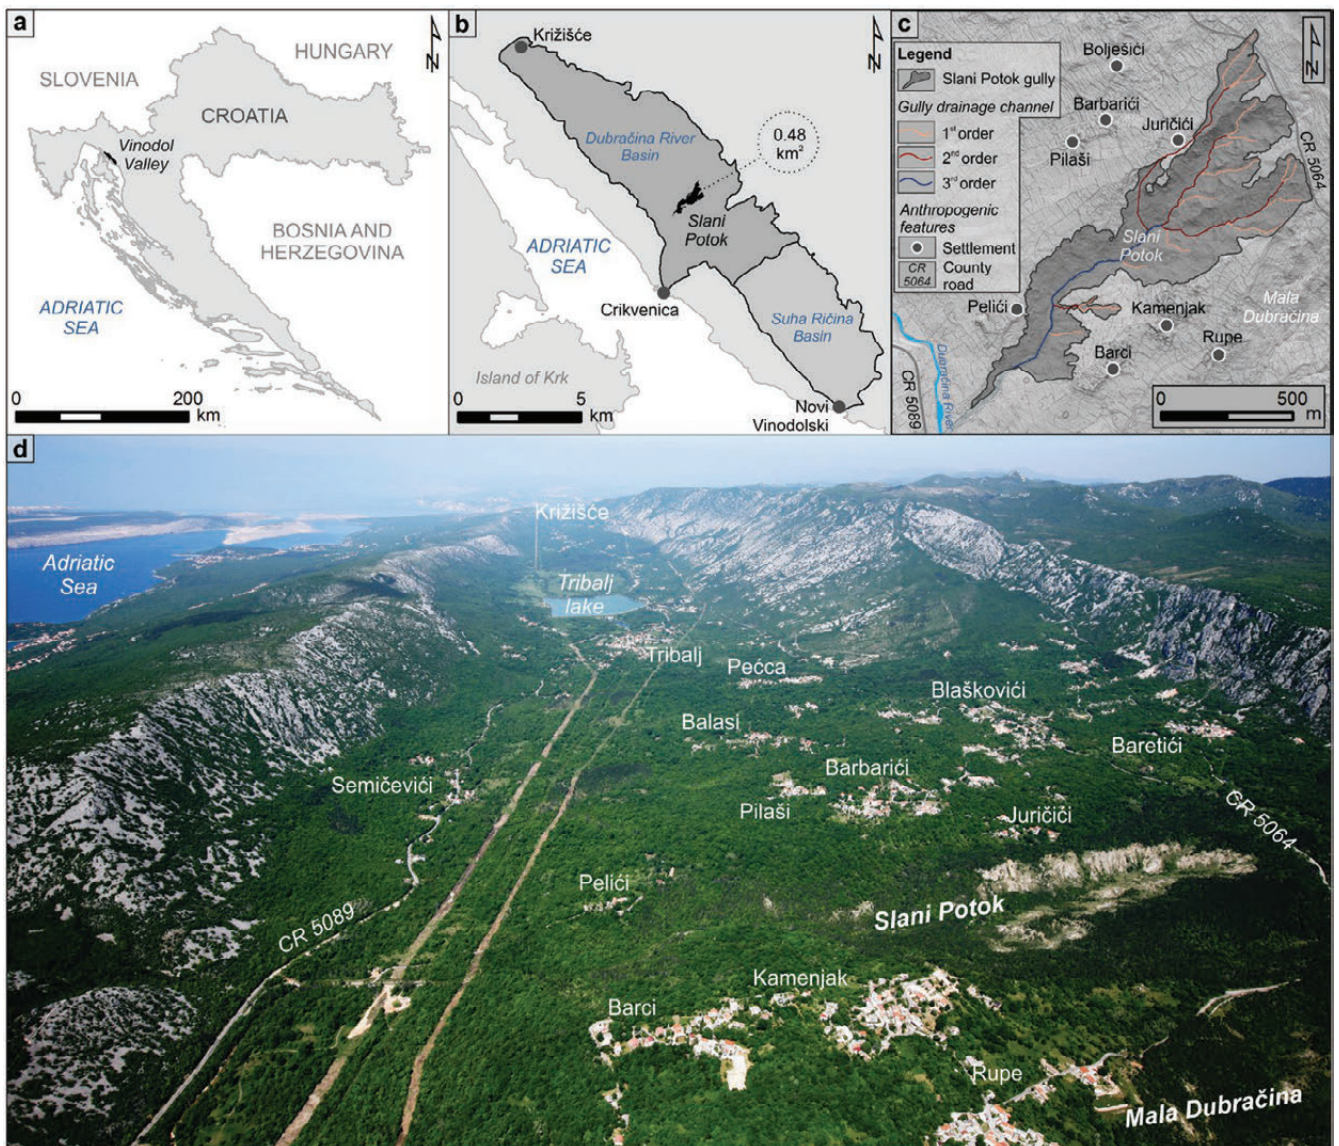 a
N
HUNGARY
SLOVENIA
CROATIA
Vinodol
Valley
BOSNIA AND
HERZEGOVINA
ADRIATIC
SEA
0
200
km
b
N
Križišće
Dubračina River
Basin
0.48
km²
Slani
Potok
ADRIATIC
SEA
Crikvenica
Suha Ričina
Basin
Island of Krk
Novi
Vinodolski
0
5
km
c
N
Legend
Slani Potok gully
Gully drainage channel
1st order
2nd order
3rd order
Anthropogenic
features
Settlement
CR
5064
County
road
Bolješići
Barbarići
Juričići
Pilaši
CR 5064
Slani
Potok
Pelići
Kamenjak
Mala
Dubračina
Rupe
Barci
Dubračina River
CR 5089
0
500
m
d
Križišće
Adriatic
Sea
Tribalj
lake
Tribalj
Pećca
Blaškovići
Balasi
Baretići
Semičevići
Barbarići
Pilaši
Juričiči
CR 5064
Pelići
Slani Potok
CR 5089
Kamenjak
Barci
Rupe
Mala Dubračina